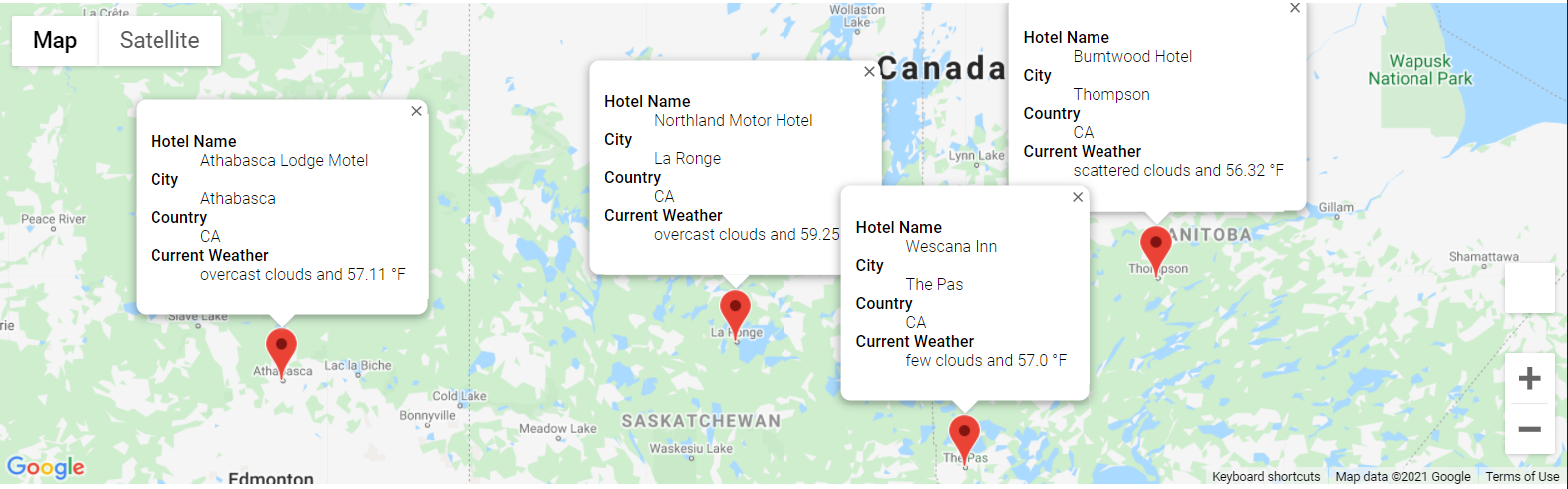 La Crête
Wollaston
Lake
Map
Satellite
Canada
Wapusk
National Park
Hotel Name
Athabasca Lodge Motel
City
Athabasca
Country
CA
Current Weather
overcast clouds and 57.11 °F
Hotel Name
Northland Motor Hotel
City
La Ronge
Country
CA
Current Weather
overcast clouds and 59.25
Hotel Name
Wescana Inn
City
The Pas
Country
CA
Current Weather
few clouds and 57.0 °F
Hotel Name
Burntwood Hotel
City
Thompson
Country
CA
Current Weather
scattered clouds and 56.32 °F
Lynn Lake
Peace River
Gillam
MANITOBA
Thompson
Shamattawa
Slave Lake
La Ronge
Athabasca
Lac la Biche
Cold Lake
Bonnyville
SASKATCHEWAN
Meadow Lake
Waskesiu Lake
The Pas
Google
Edmonton
Keyboard shortcuts
Map data ©2021 Google
Terms of Use